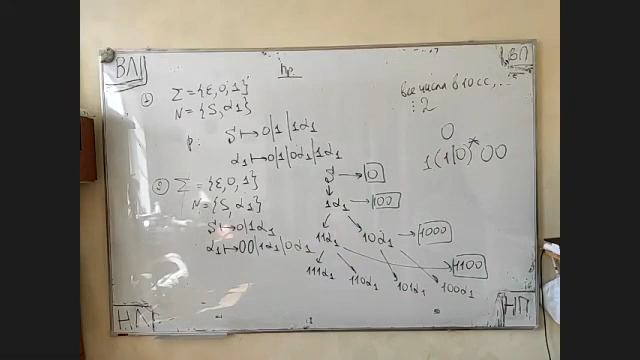 ВЛ
Пр
ВП
все числа в 10 сс, ...
⋮ 2
① Σ = {ε, 0, 1}
N = {S, α₁}
P: S ↦ 0|1|1α₁
α₁ ↦ 0|1|0α₁|1α₁
0
1(1|0)*00
② Σ = {ε, 0, 1}
N = {S, α₁}
S ↦ 0|1α₁
α₁ ↦ 00|1α₁|0α₁
S → 0
1α₁ → 100
11α₁ 10α₁ → 1000
1100
111α₁ 110α₁ 101α₁ 100α₁
НЛ
НП